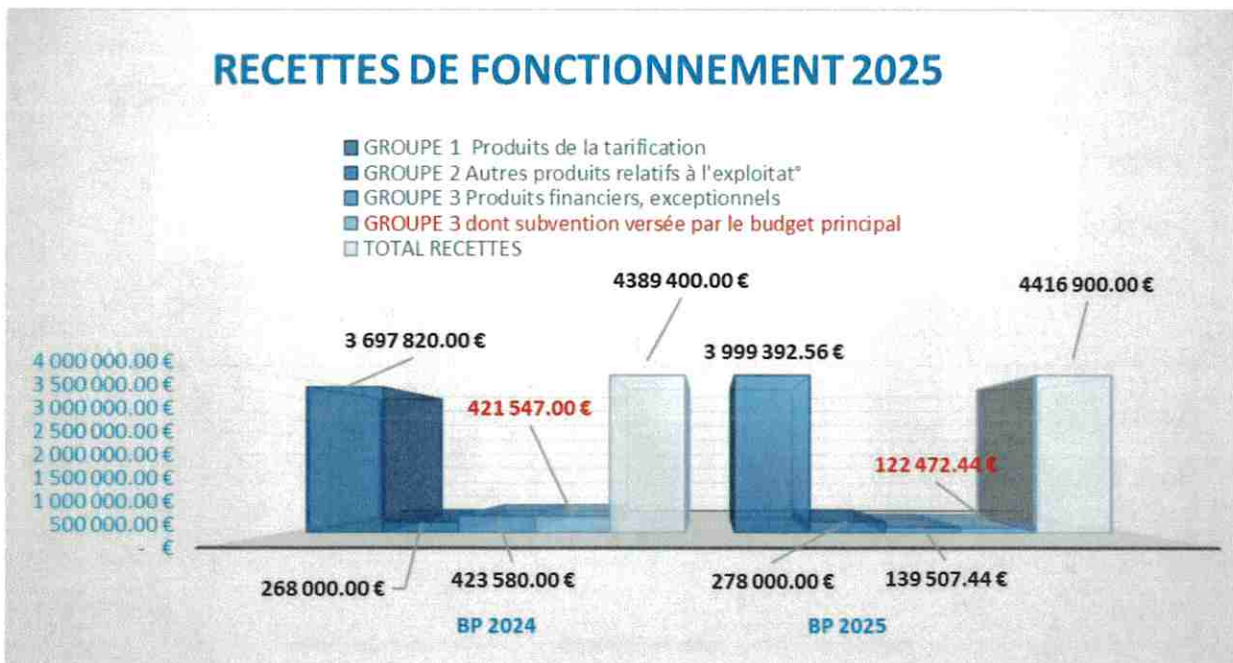 RECETTES DE FONCTIONNEMENT 2025
GROUPE 1 Produits de la tarification
GROUPE 2 Autres produits relatifs à l'exploitat°
GROUPE 3 Produits financiers, exceptionnels
GROUPE 3 dont subvention versée par le budget principal
TOTAL RECETTES
4389 400.00 €
4416 900.00 €
3 697 820.00 €
3 999 392.56 €
4 000 000.00 €
3 500 000.00 €
3 000 000.00 €
2 500 000.00 €
2 000 000.00 €
1 500 000.00 €
1 000 000.00 €
500 000.00 €
- €
421 547.00 €
122 472.44 €
268 000.00 €
423 580.00 €
278 000.00 €
139 507.44 €
BP 2024
BP 2025